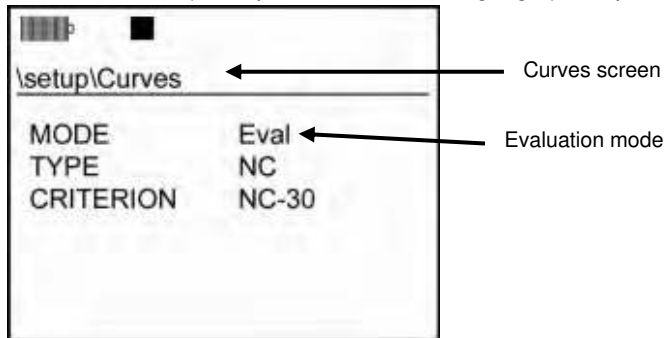 \setup\Curves
Curves screen
MODE Eval
Evaluation mode
TYPE NC
CRITERION NC-30